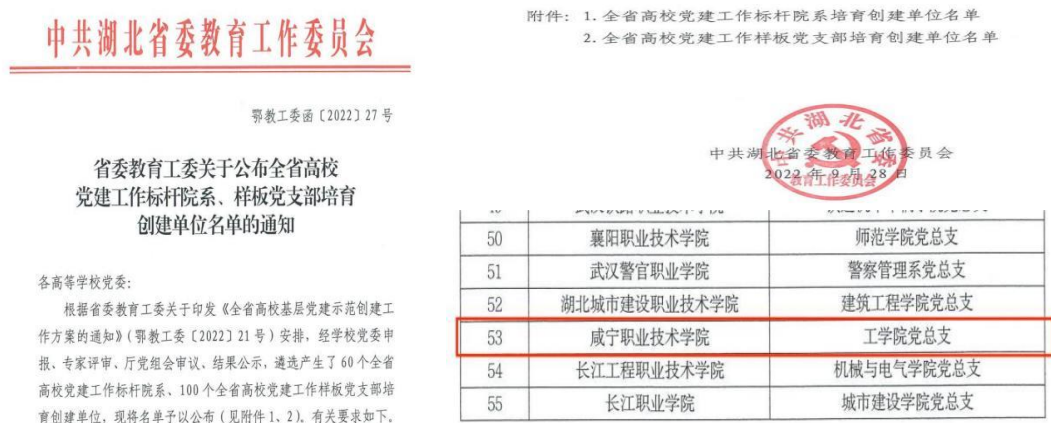 中共湖北省委教育工作委员会
鄂教工委函〔2022〕27号
省委教育工委关于公布全省高校
党建工作标杆院系、样板党支部培育
创建单位名单的通知
各高等学校党委:
根据省委教育工委关于印发《全省高校基层党建示范创建工
作方案的通知》(鄂教工委〔2022〕21号)安排,经学校党委申
报、专家评审、厅党组会审议、结果公示,遴选产生了60个全省
高校党建工作标杆院系、100个全省高校党建工作样板党支部培
育创建单位,现将名单予以公布(见附件1、2)。有关要求如下。
附件: 1.全省高校党建工作标杆院系培育创建单位名单
2.全省高校党建工作样板党支部培育创建单位名单
中共湖北省委
教育工作委员会
中共湖北省委教育工作委员会
2022年9月28日
50 襄阳职业技术学院 师范学院党总支
51 武汉警官职业学院 警察管理系党总支
52 湖北城市建设职业技术学院 建筑工程学院党总支
53 咸宁职业技术学院 工学院党总支
54 长江工程职业技术学院 机械与电气学院党总支
55 长江职业学院 城市建设学院党总支